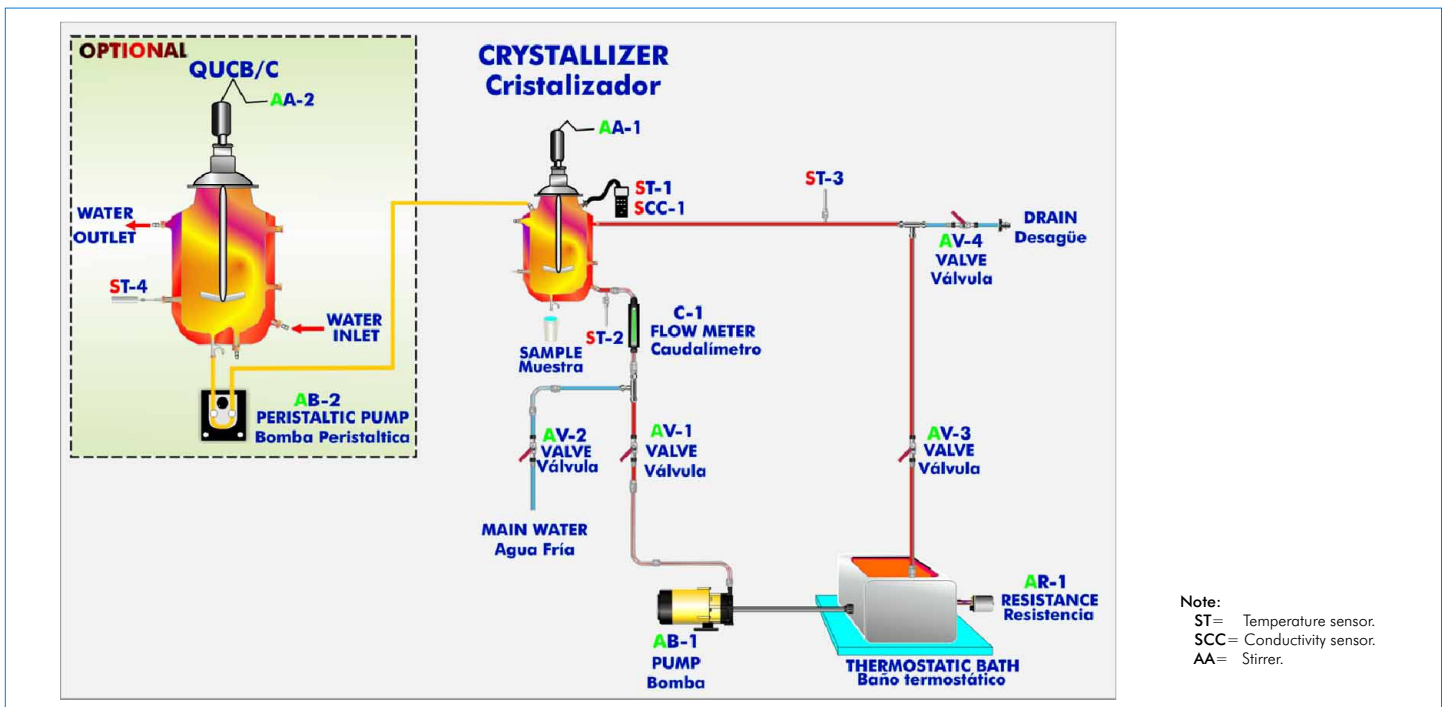 OPTIONAL
QUCB/C
AA-2
WATER
OUTLET
ST-4
WATER
INLET
AB-2
PERISTALTIC PUMP
Bomba Peristaltica
CRYSTALLIZER
Cristalizador
AA-1
ST-1
SCC-1
ST-3
AV-4
VALVE
Válvula
DRAIN
Desagüe
ST-2
C-1
FLOW METER
Caudalímetro
SAMPLE
Muestra
AV-2
VALVE
Válvula
AV-1
VALVE
Válvula
AV-3
VALVE
Válvula
MAIN WATER
Agua Fría
AB-1
PUMP
Bomba
AR-1
RESISTANCE
Resistencia
THERMOSTATIC BATH
Baño termostático
Note:
ST= Temperature sensor.
SCC= Conductivity sensor.
AA= Stirrer.